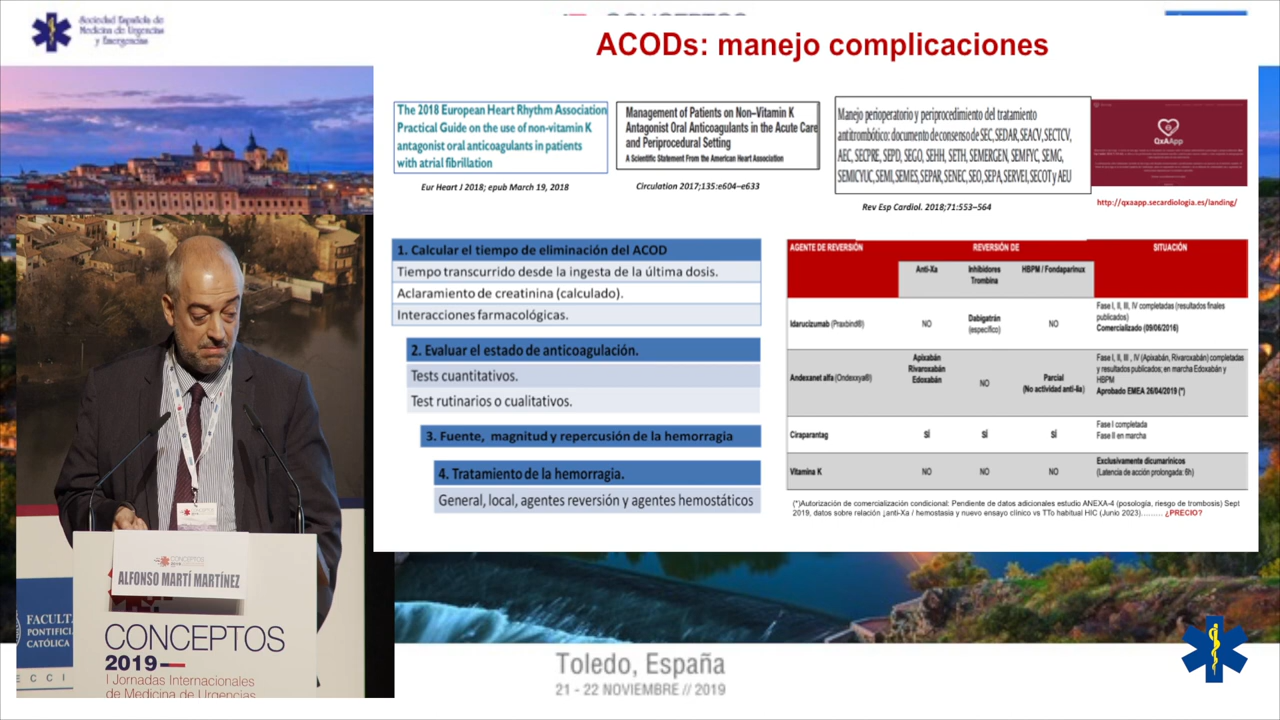 Sociedad Española de
Medicina de Urgencias
y Emergencias
ACODs: manejo complicaciones
The 2018 European Heart Rhythm Association
Practical Guide on the use of non-vitamin K
antagonist oral anticoagulants in patients
with atrial fibrillation
Eur Heart J 2018; epub March 19, 2018
Management of Patients on Non–Vitamin K
Antagonist Oral Anticoagulants in the Acute Care
and Periprocedural Setting
A Scientific Statement From the American Heart Association
Circulation 2017;135:e604–e633
Manejo perioperatorio y periprocedimiento del tratamiento
antitrombótico: documento de consenso de SEC, SEDAR, SEACV, SECTCV,
AEC, SECPRE, SEPD, SEGO, SEHH, SETH, SEMERGEN, SEMFYC, SEMG,
SEMICYUC, SEMI, SEMES, SEPAR, SENEC, SEO, SEPA, SERVEI, SECOT y AEU
Rev Esp Cardiol. 2018;71:553–564
QxAApp
http://qxaapp.secardiologia.es/landing/
1. Calcular el tiempo de eliminación del ACOD
Tiempo transcurrido desde la ingesta de la última dosis.
Aclaramiento de creatinina (calculado).
Interacciones farmacológicas.
2. Evaluar el estado de anticoagulación.
Tests cuantitativos.
Test rutinarios o cualitativos.
3. Fuente, magnitud y repercusión de la hemorragia
4. Tratamiento de la hemorragia.
General, local, agentes reversión y agentes hemostáticos
AGENTE DE REVERSIÓN REVERSIÓN DE SITUACIÓN
Anti-Xa Inhibidores Trombina HBPM / Fondaparinux
Idarucizumab (Praxbind®) NO Dabigatrán (específico) NO Fase I, II, III, IV completadas (resultados finales publicados)
Comercializado (09/06/2016)
Andexanet alfa (Ondexxya®) Apixabán Rivaroxabán Edoxabán NO Parcial (No actividad anti-IIa) Fase I, II, III , IV (Apixabán, Rivaroxabán) completadas y resultados publicados; en marcha Edoxabán y HBPM
Aprobado EMEA 26/04/2019 (*)
Ciraparantag SÍ SÍ SÍ Fase I completada
Fase II en marcha
Vitamina K NO NO NO Exclusivamente dicumarínicos
(Latencia de acción prolongada: 6h)
(*)Autorización de comercialización condicional: Pendiente de datos adicionales estudio ANEXA-4 (posología, riesgo de trombosis) Sept
2019, datos sobre relación ¡anti-Xa / hemostasia y nuevo ensayo clínico vs TTo habitual HIC (Junio 2023)......... ¿PRECIO?
CONCEPTOS
2019
ALFONSO MARTÍ MARTÍNEZ
FACULT
PONTIFIC
CATÓLICA
CONCEPTOS
2019
I Jornadas Internacionales
de Medicina de Urgencias
Toledo, España
21 - 22 NOVIEMBRE // 2019